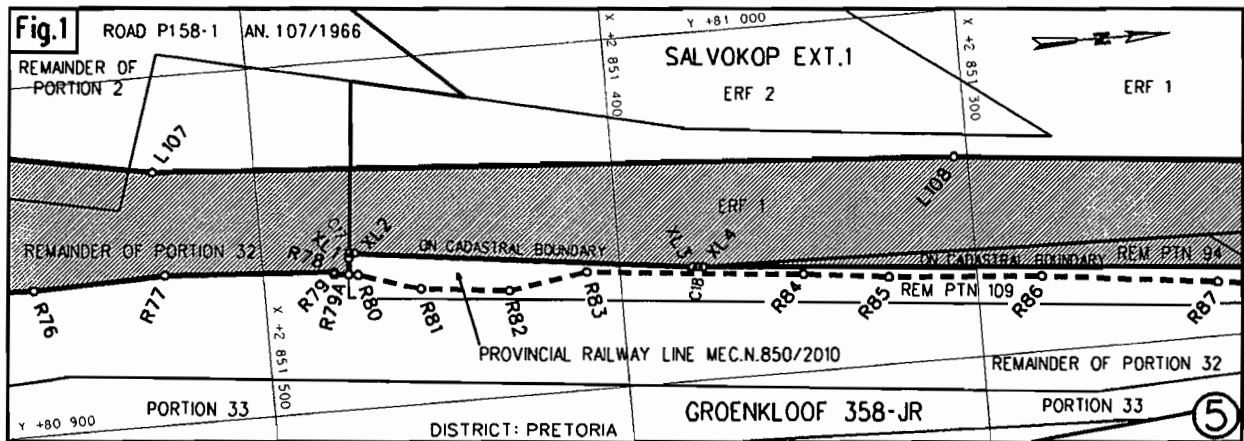 Fig.1
ROAD P158-1 AN. 107/1966
Y +81 000
X +2 851 400
X +2 851 300
N
REMAINDER OF
PORTION 2
SALVOKOP EXT.1
ERF 2
ERF 1
L107
L108
ERF 1
REMAINDER OF PORTION 32
XL2
ON CADASTRAL BOUNDARY
XL3
XL4
ON CADASTRAL BOUNDARY
REM PTN 94
R76
R77
R78
R79
R79A
R80
R81
R82
R83
C18
R84
R85
REM PTN 109
R86
R87
X +2 851 500
PROVINCIAL RAILWAY LINE MEC.N.850/2010
REMAINDER OF PORTION 32
Y +80 900
PORTION 33
DISTRICT: PRETORIA
GROENKLOOF 358-JR
PORTION 33
5